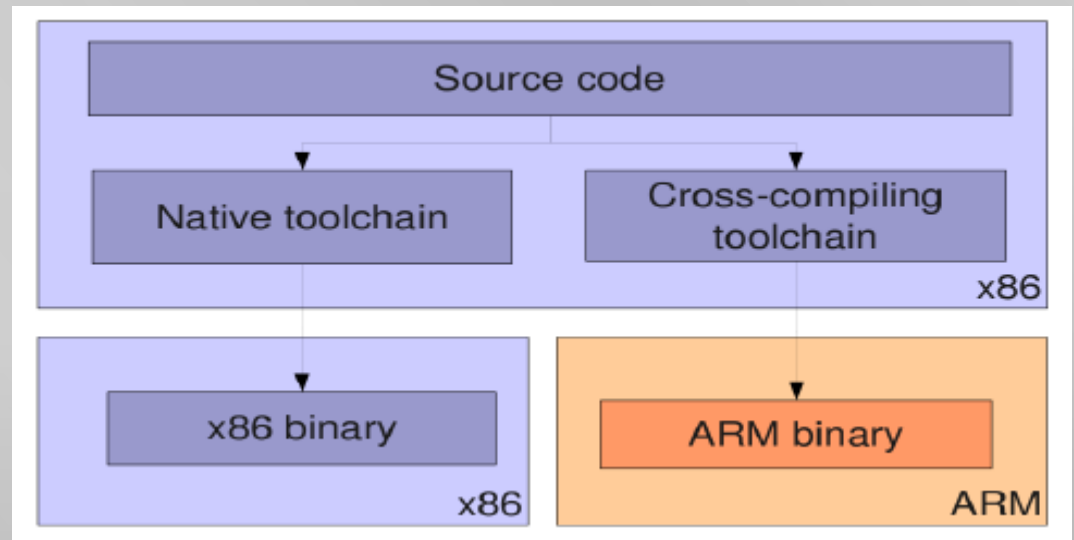 Source code
Native toolchain
Cross-compiling
toolchain
x86
x86 binary
x86
ARM binary
ARM